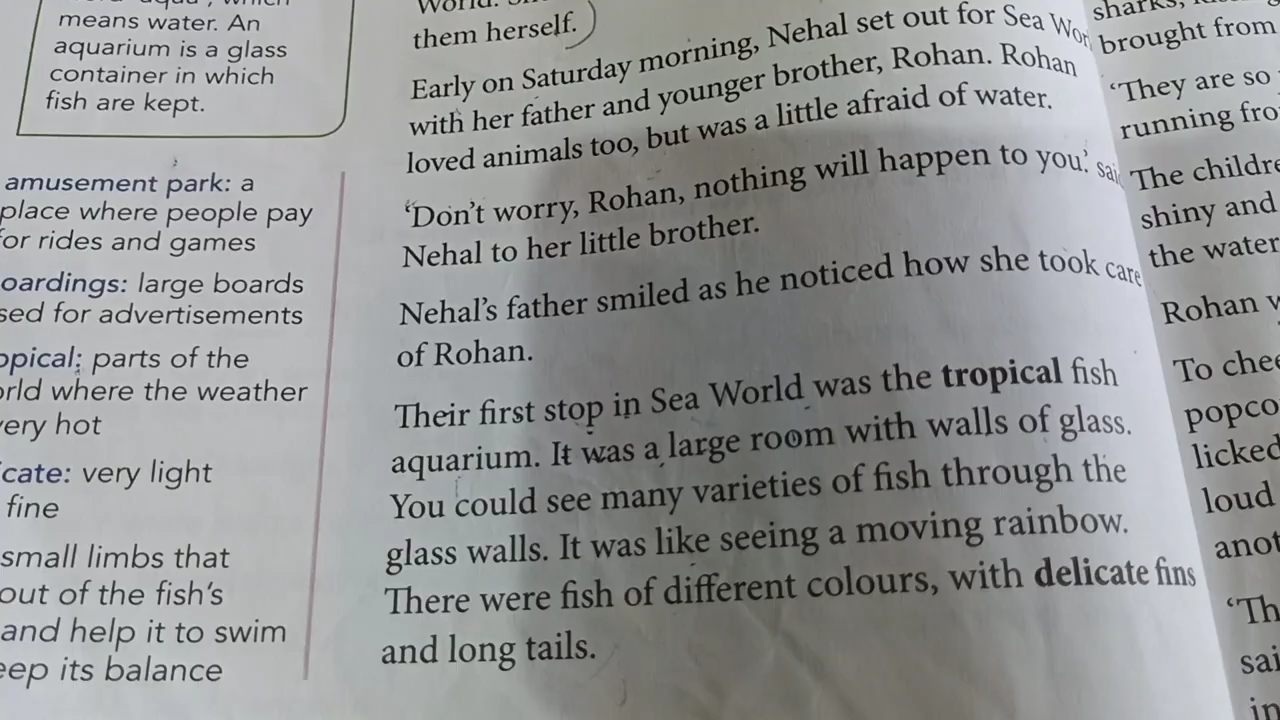 means water. An
aquarium is a glass
container in which
fish are kept.
amusement park: a
place where people pay
for rides and games
oardings: large boards
sed for advertisements
opical: parts of the
orld where the weather
very hot
icate: very light
fine
small limbs that
out of the fish's
and help it to swim
eep its balance
World.
them herself.
Early on Saturday morning, Nehal set out for Sea Wor
with her father and younger brother, Rohan. Rohan
loved animals too, but was a little afraid of water.
‘Don't worry, Rohan, nothing will happen to you.’ said
Nehal to her little brother.
Nehal's father smiled as he noticed how she took care
of Rohan.
Their first stop in Sea World was the tropical fish
aquarium. It was a large room with walls of glass.
You could see many varieties of fish through the
glass walls. It was like seeing a moving rainbow.
There were fish of different colours, with delicate fins
and long tails.
sharks,
brought from
‘They are so
running fro
The childre
shiny and
the water
Rohan w
To chee
popco
licked
loud
anot
‘Th
sai
in